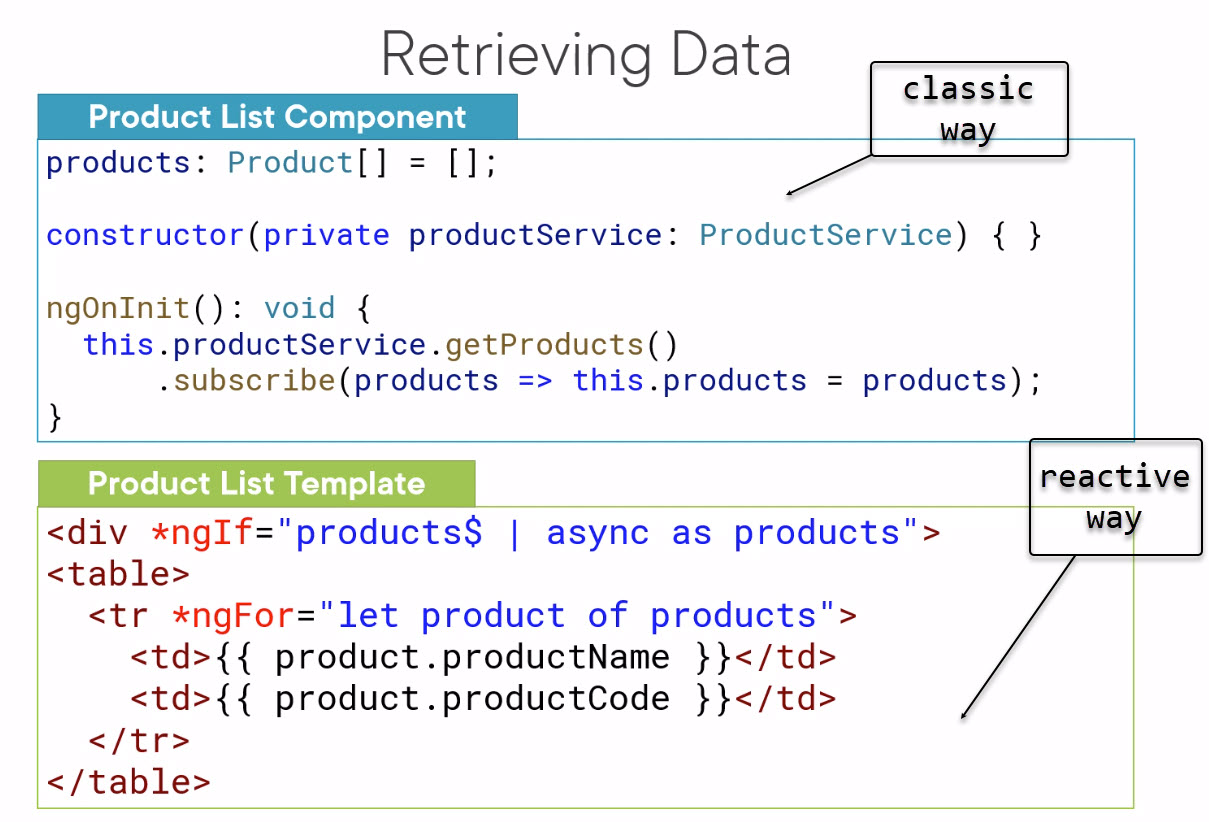 Retrieving Data
classic
way
Product List Component
products: Product[] = [];
constructor(private productService: ProductService) { }
ngOnInit(): void {
  this.productService.getProducts()
      .subscribe(products => this.products = products);
}
reactive
way
Product List Template
<div *ngIf="products$ | async as products">
<table>
  <tr *ngFor="let product of products">
    <td>{{ product.productName }}</td>
    <td>{{ product.productCode }}</td>
  </tr>
</table>